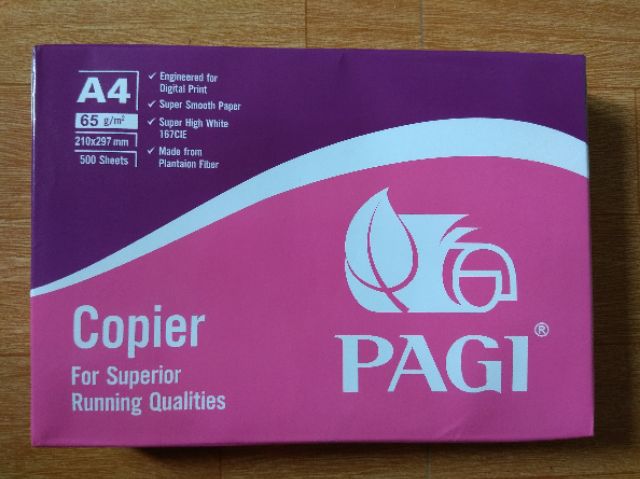 A4
65 g/m²
210x297 mm
500 Sheets
✓ Engineered for
Digital Print
✓ Super Smooth Paper
✓ Super High White
167CIE
✓ Made from
Plantaion Fiber
Copier
For Superior
Running Qualities
PAGI®